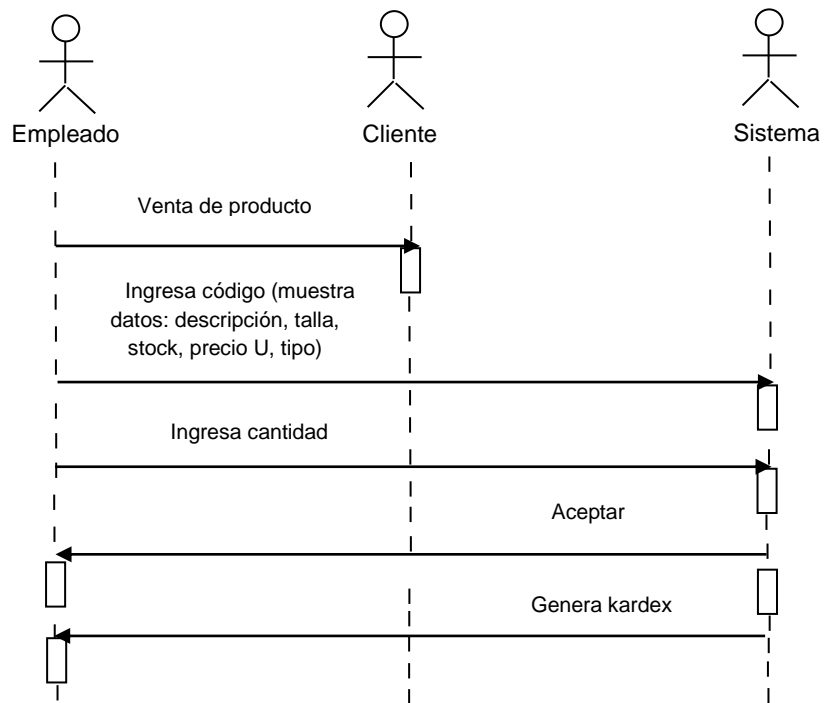 Empleado
Cliente
Sistema
Venta de producto
Ingresa código (muestra
datos: descripción, talla,
stock, precio U, tipo)
Ingresa cantidad
Aceptar
Genera kardex